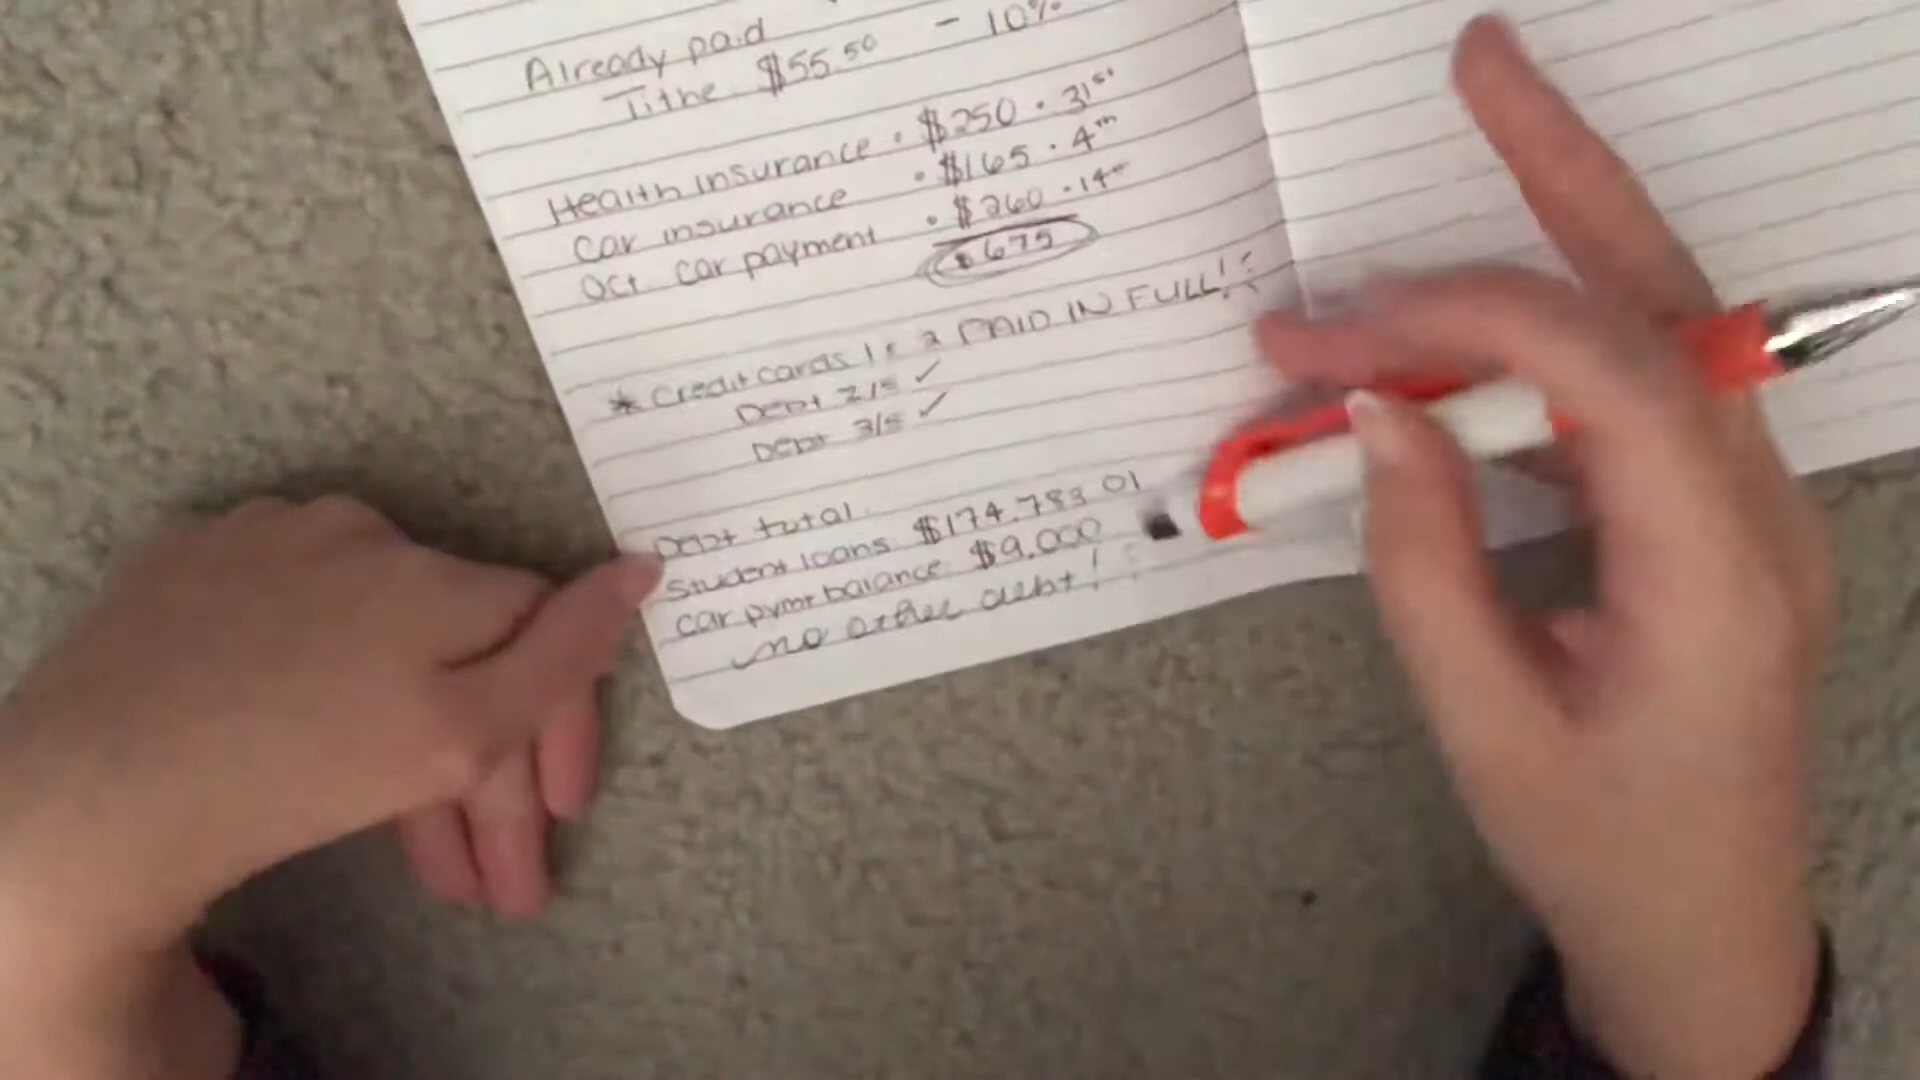 Already paid
Tithe $55.50 - 10%
Health insurance • $250 • 31st
Car insurance • $165 • 4th
Oct. car payment • $260 • 14th
$675
* Credit cards 1 & 2 PAID IN FULL!!
Debt 2/5 ✓
Debt 3/5 ✓
Debt total
Student loans $174,783.01
car pymt balance $9,000
no other debt!